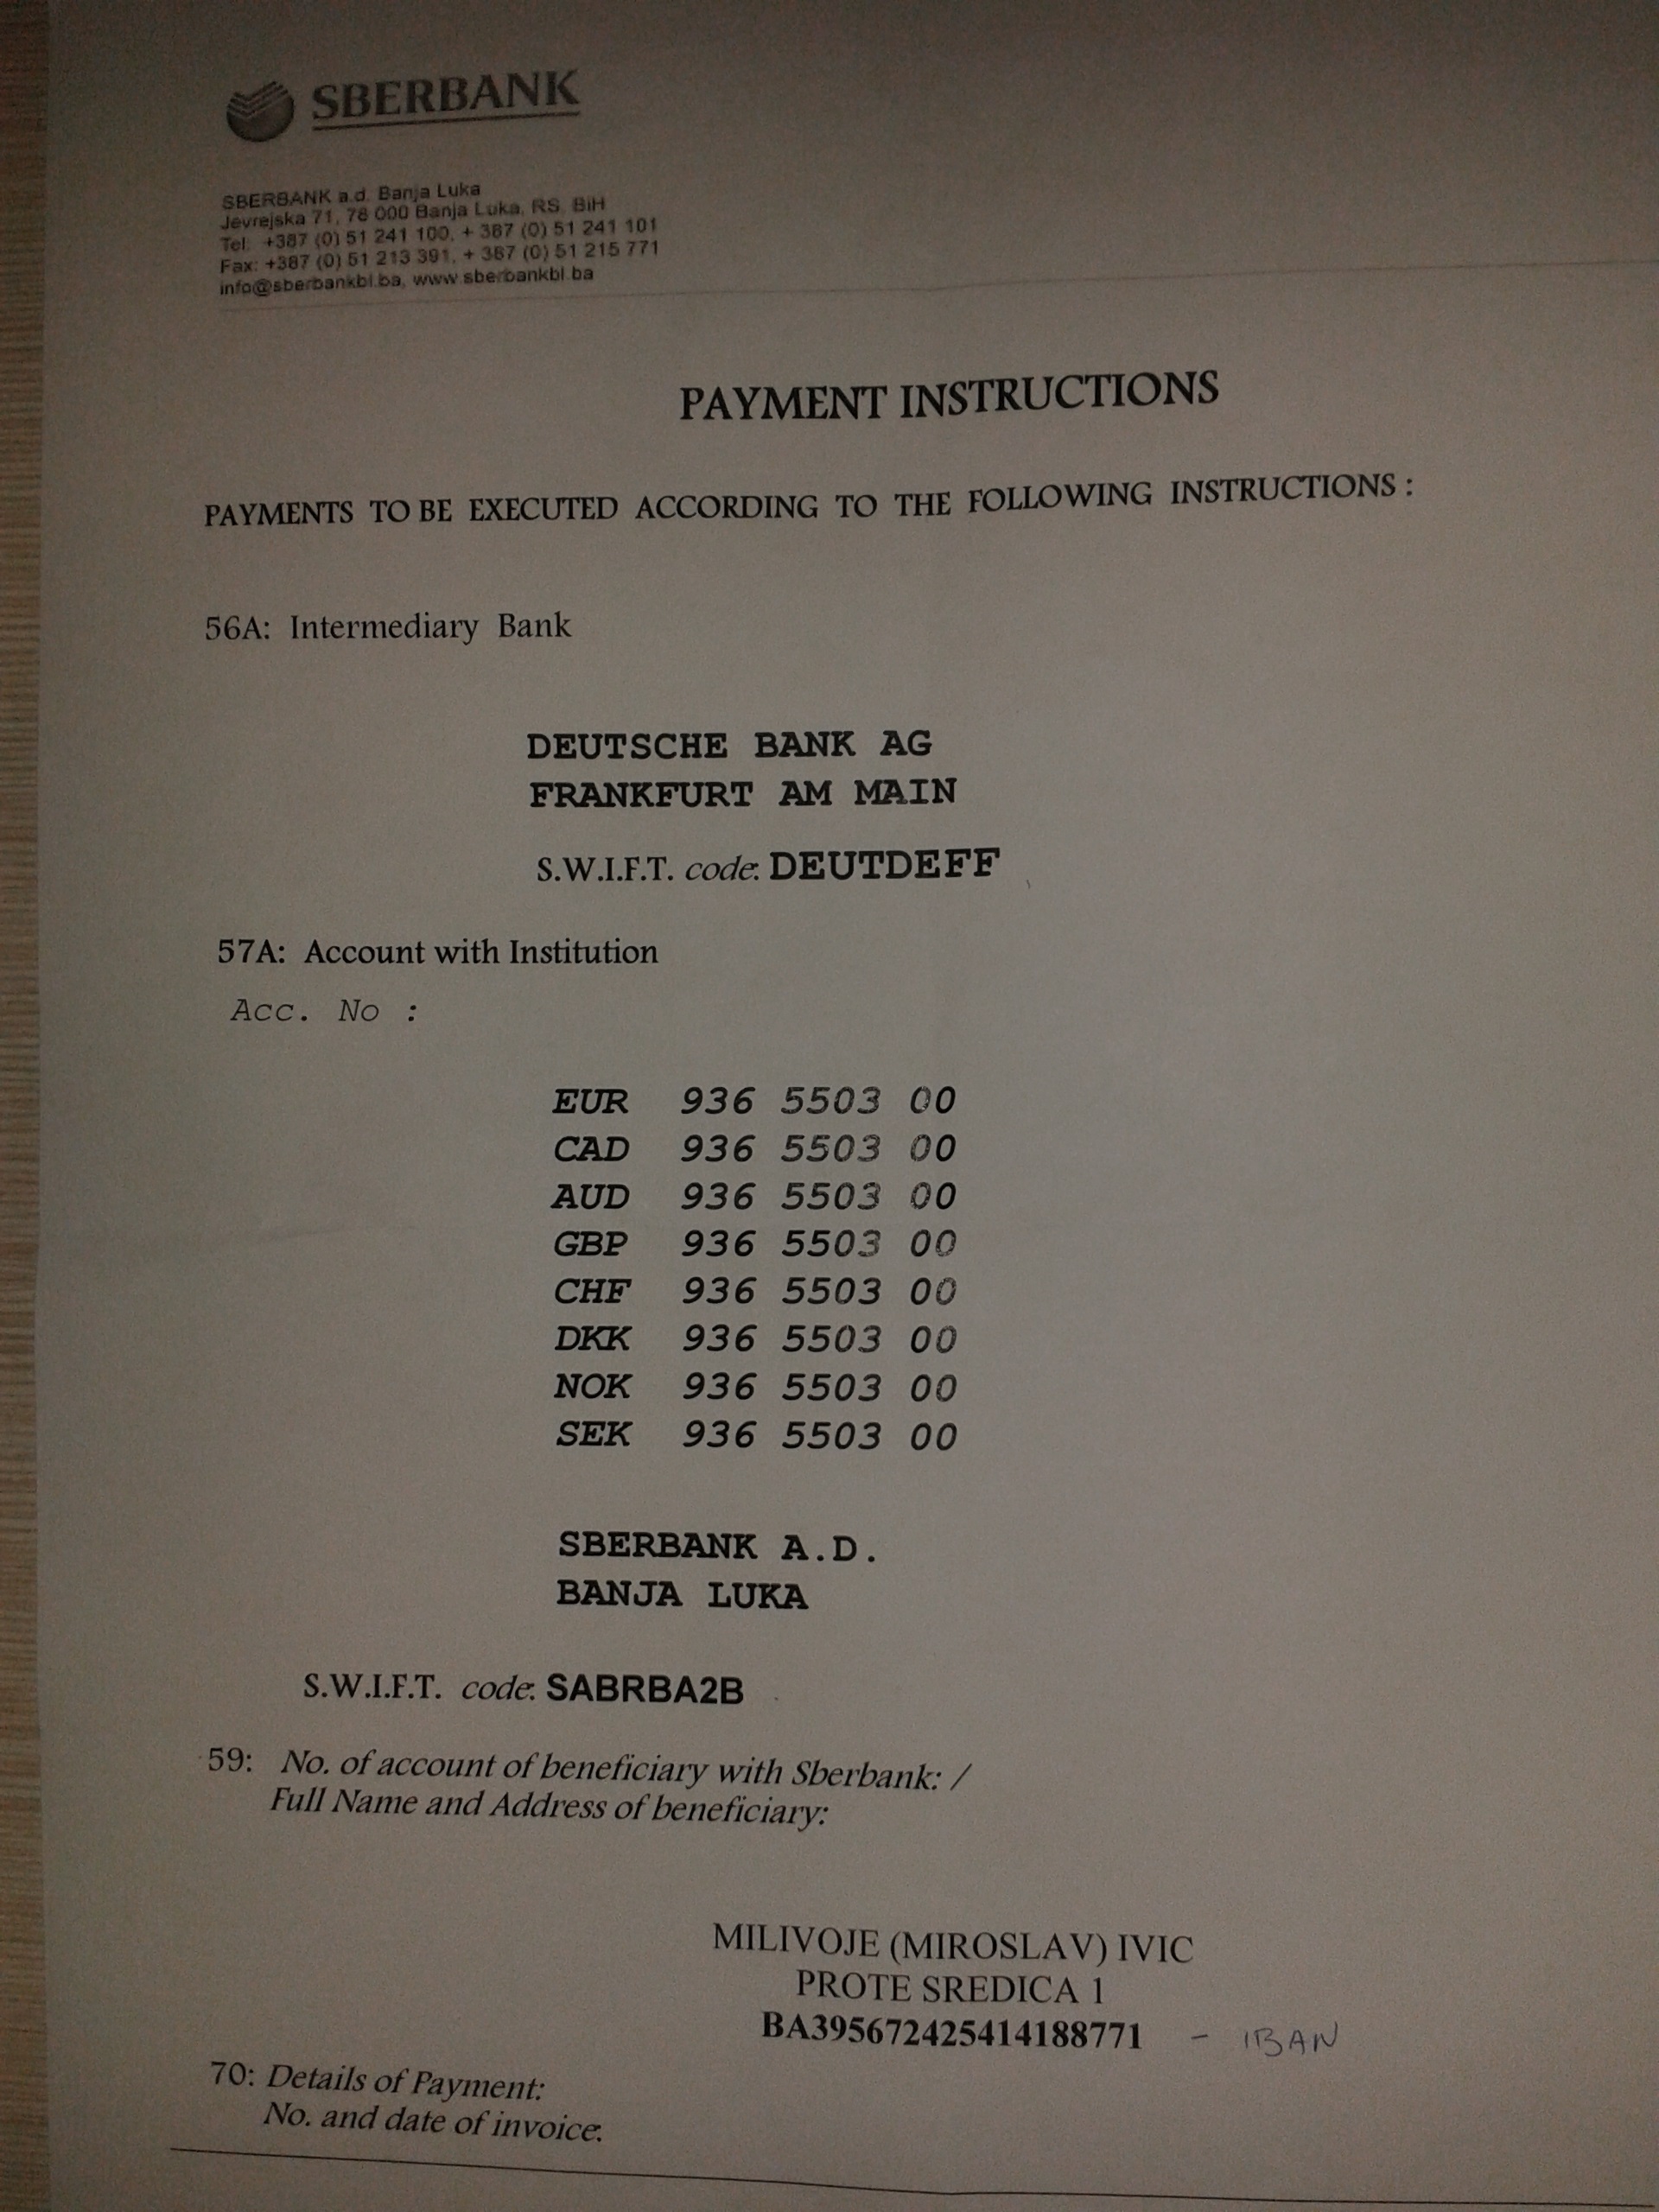 SBERBANK
SBERBANK a.d. Banja Luka
Jevrejska 71, 78 000 Banja Luka, RS, BiH
Tel: +387 (0) 51 241 100, + 387 (0) 51 241 101
Fax: +387 (0) 51 213 391, + 387 (0) 51 215 771
info@sberbankbl.ba, www.sberbankbl.ba
PAYMENT INSTRUCTIONS
PAYMENTS TO BE EXECUTED ACCORDING TO THE FOLLOWING INSTRUCTIONS :
56A: Intermediary Bank
DEUTSCHE BANK AG
FRANKFURT AM MAIN
S.W.I.F.T. code: DEUTDEFF
57A: Account with Institution
Acc. No :
EUR 936 5503 00
CAD 936 5503 00
AUD 936 5503 00
GBP 936 5503 00
CHF 936 5503 00
DKK 936 5503 00
NOK 936 5503 00
SEK 936 5503 00
SBERBANK A.D.
BANJA LUKA
S.W.I.F.T. code: SABRBA2B
59: No. of account of beneficiary with Sberbank: /
Full Name and Address of beneficiary:
MILIVOJE (MIROSLAV) IVIC
PROTE SREDICA 1
BA395672425414188771 - IBAN
70: Details of Payment:
No. and date of invoice: